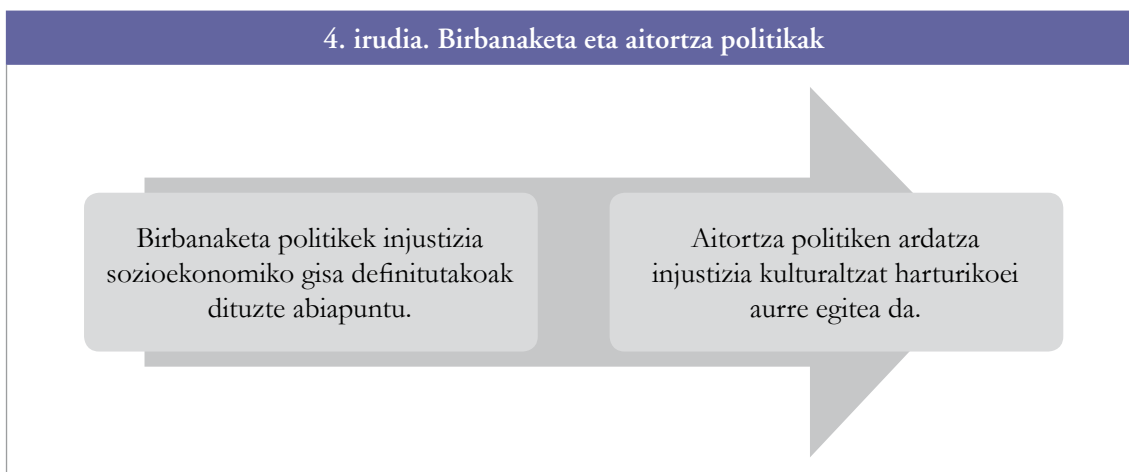 4. irudia. Birbanaketa eta aitortza politikak
Birbanaketa politikek injustizia
sozioekonomiko gisa definitutakoak
dituzte abiapuntu.
Aitortza politiken ardatza
injustizia kulturaltzat harturikoei
aurre egitea da.